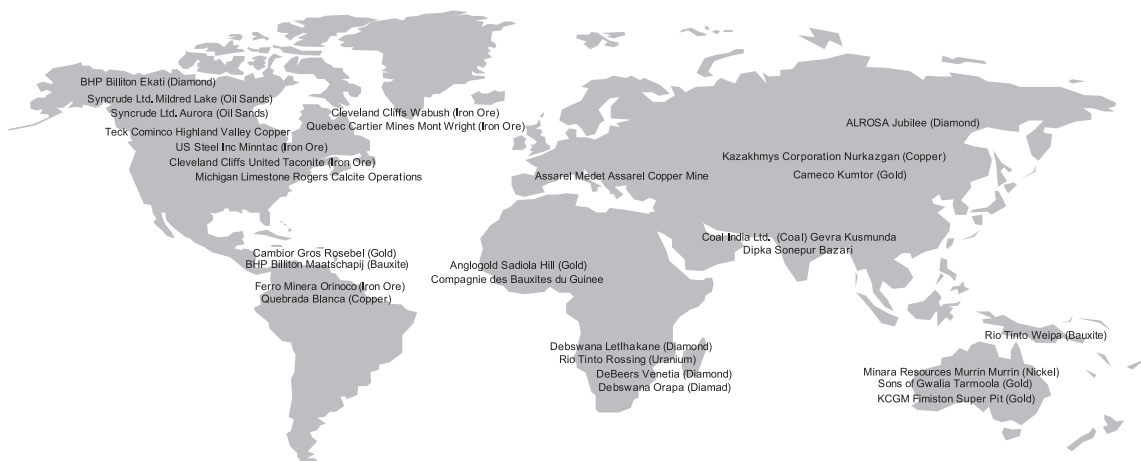 BHP Billiton Ekati (Diamond)
Syncrude Ltd. Mildred Lake (Oil Sands)
Syncrude Ltd. Aurora (Oil Sands)
Teck Cominco Highland Valley Copper
US Steel Inc Minntac (Iron Ore)
Cleveland Cliffs United Taconite (Iron Ore)
Michigan Limestone Rogers Calcite Operations
Cleveland Cliffs Wabush (Iron Ore)
Quebec Cartier Mines Mont Wright (Iron Ore)
ALROSA Jubilee (Diamond)
Kazakhmys Corporation Nurkazgan (Copper)
Cameco Kumtor (Gold)
Assarel Medet Assarel Copper Mine
Coal India Ltd. (Coal) Gevra Kusmunda
Dipka Sonepur Bazari
Cambior Gros Rosebel (Gold)
BHP Billiton Maatschapij (Bauxite)
Ferro Minera Orinoco (Iron Ore)
Quebrada Blanca (Copper)
Anglogold Sadiola Hill (Gold)
Compagnie des Bauxites du Guinee
Debswana Letlhakane (Diamond)
Rio Tinto Rossing (Uranium)
DeBeers Venetia (Diamond)
Debswana Orapa (Diamad)
Rio Tinto Weipa (Bauxite)
Minara Resources Murrin Murrin (Nickel)
Sons of Gwalia Tarmoola (Gold)
KCGM Fimiston Super Pit (Gold)